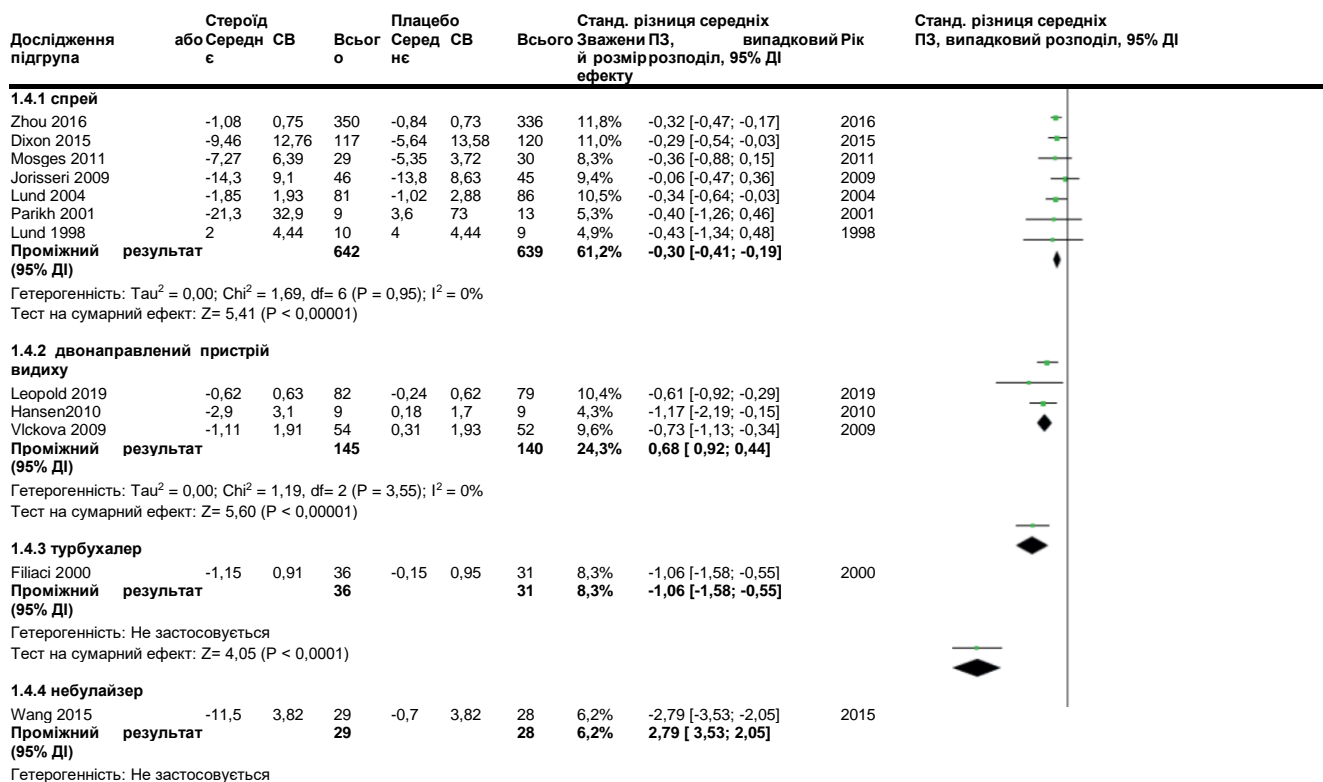 Стероїд Плацебо Станд. різниця середніх Станд. різниця середніх
Дослідження або Середн СВ Всьог Серед СВ Всього Зважени ПЗ, випадковий Рік ПЗ, випадковий розподіл, 95% ДІ
підгрупа є о нє й розмір розподіл, 95% ДІ
ефекту
1.4.1 спрей
Zhou 2016 -1,08 0,75 350 -0,84 0,73 336 11,8% -0,32 [-0,47; -0,17] 2016
Dixon 2015 -9,46 12,76 117 -5,64 13,58 120 11,0% -0,29 [-0,54; -0,03] 2015
Mosges 2011 -7,27 6,39 29 -5,35 3,72 30 8,3% -0,36 [-0,88; 0,15] 2011
Jorisseri 2009 -14,3 9,1 46 -13,8 8,63 45 9,4% -0,06 [-0,47; 0,36] 2009
Lund 2004 -1,85 1,93 81 -1,02 2,88 86 10,5% -0,34 [-0,64; -0,03] 2004
Parikh 2001 -21,3 32,9 9 3,6 73 13 5,3% -0,40 [-1,26; 0,46] 2001
Lund 1998 2 4,44 10 4 4,44 9 4,9% -0,43 [-1,34; 0,48] 1998
Проміжний результат 642 639 61,2% -0,30 [-0,41; -0,19]
(95% ДІ)
Гетерогенність: Tau² = 0,00; Chi² = 1,69, df= 6 (P = 0,95); I² = 0%
Тест на сумарний ефект: Z= 5,41 (P < 0,00001)
1.4.2 двонаправлений пристрій
видиху
Leopold 2019 -0,62 0,63 82 -0,24 0,62 79 10,4% -0,61 [-0,92; -0,29] 2019
Hansen2010 -2,9 3,1 9 0,18 1,7 9 4,3% -1,17 [-2,19; -0,15] 2010
Vlckova 2009 -1,11 1,91 54 0,31 1,93 52 9,6% -0,73 [-1,13; -0,34] 2009
Проміжний результат 145 140 24,3% 0,68 [ 0,92; 0,44]
(95% ДІ)
Гетерогенність: Tau² = 0,00; Chi² = 1,19, df= 2 (P = 3,55); I² = 0%
Тест на сумарний ефект: Z= 5,60 (P < 0,00001)
1.4.3 турбухалер
Filiaci 2000 -1,15 0,91 36 -0,15 0,95 31 8,3% -1,06 [-1,58; -0,55] 2000
Проміжний результат 36 31 8,3% -1,06 [-1,58; -0,55]
(95% ДІ)
Гетерогенність: Не застосовується
Тест на сумарний ефект: Z= 4,05 (P < 0,0001)
1.4.4 небулайзер
Wang 2015 -11,5 3,82 29 -0,7 3,82 28 6,2% -2,79 [-3,53; -2,05] 2015
Проміжний результат 29 28 6,2% 2,79 [ 3,53; 2,05]
(95% ДІ)
Гетерогенність: Не застосовується